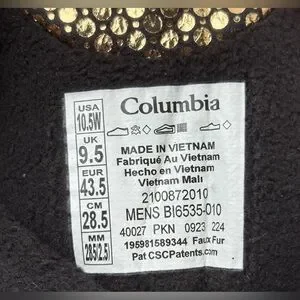 USA
10.5W
UK
9.5
EUR
43.5
CM
28.5
MM
285(2.5)
Columbia
MADE IN VIETNAM
Fabriqué Au Vietnam
Hecho en Vietnam
Vietnam Malı
2100872010
MENS BI6535-010
40027 PKN 0923 224
195981589344 Faux Fur
Pat CSCPatents.com